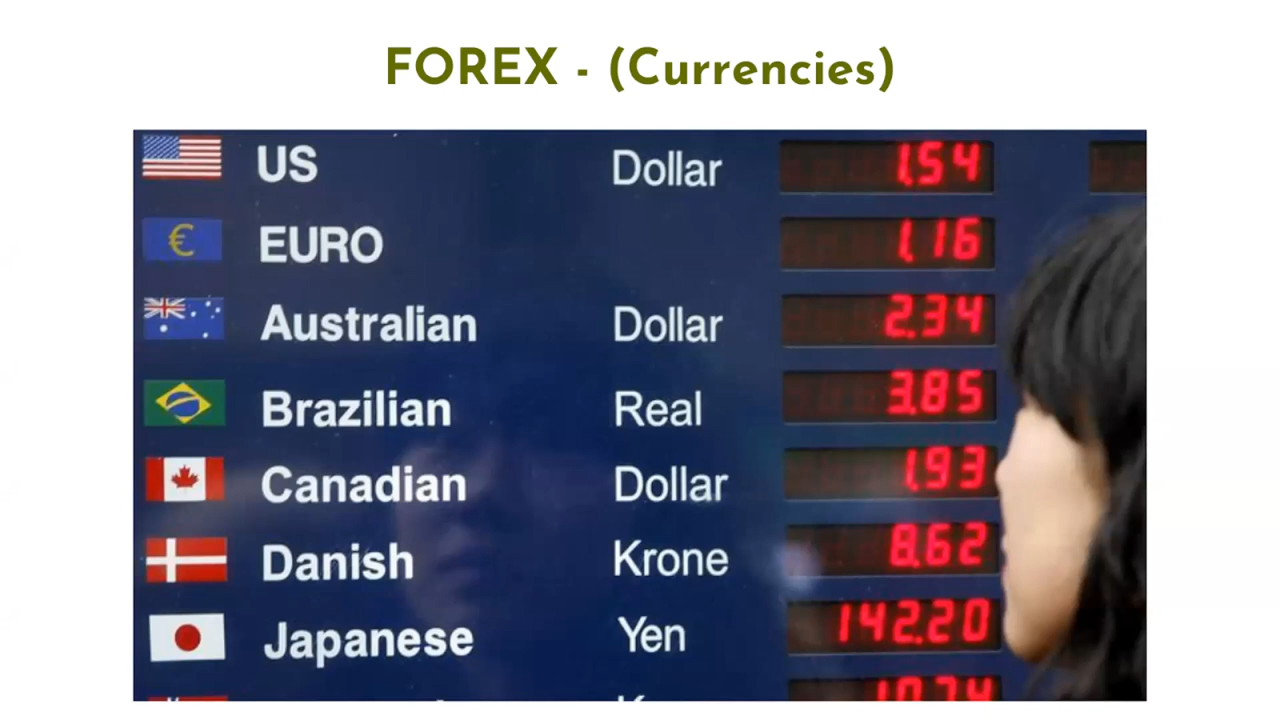 FOREX - (Currencies)
US Dollar 1.54
€ EURO 1.16
Australian Dollar 2.34
Brazilian Real 3.85
Canadian Dollar 1.93
Danish Krone 8.62
Japanese Yen 142.20